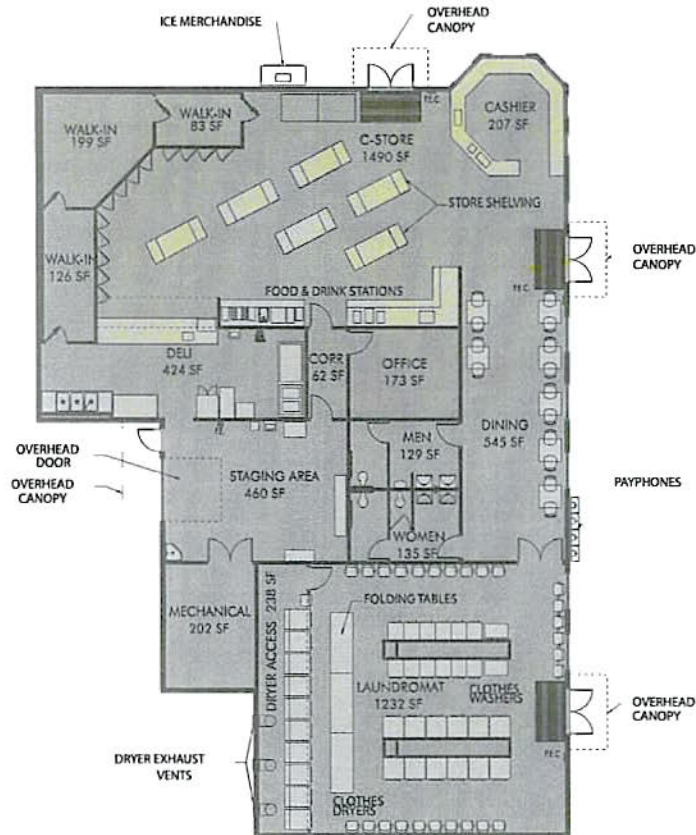 ICE MERCHANDISE
OVERHEAD
CANOPY
WALK-IN
199 SF
WALK-IN
83 SF
F.E.C.
CASHIER
207 SF
C-STORE
1490 SF
STORE SHELVING
WALK-IN
126 SF
OVERHEAD
CANOPY
F.E.C.
FOOD & DRINK STATIONS
DELI
424 SF
CORR
62 SF
OFFICE
173 SF
DINING
545 SF
MEN
129 SF
OVERHEAD
DOOR
OVERHEAD
CANOPY
STAGING AREA
460 SF
PAYPHONES
WOMEN
135 SF
MECHANICAL
202 SF
DRYER ACCESS 238 SF
FOLDING TABLES
LAUNDROMAT
1232 SF
CLOTHES
WASHERS
OVERHEAD
CANOPY
F.E.C.
DRYER EXHAUST
VENTS
CLOTHES
DRYERS